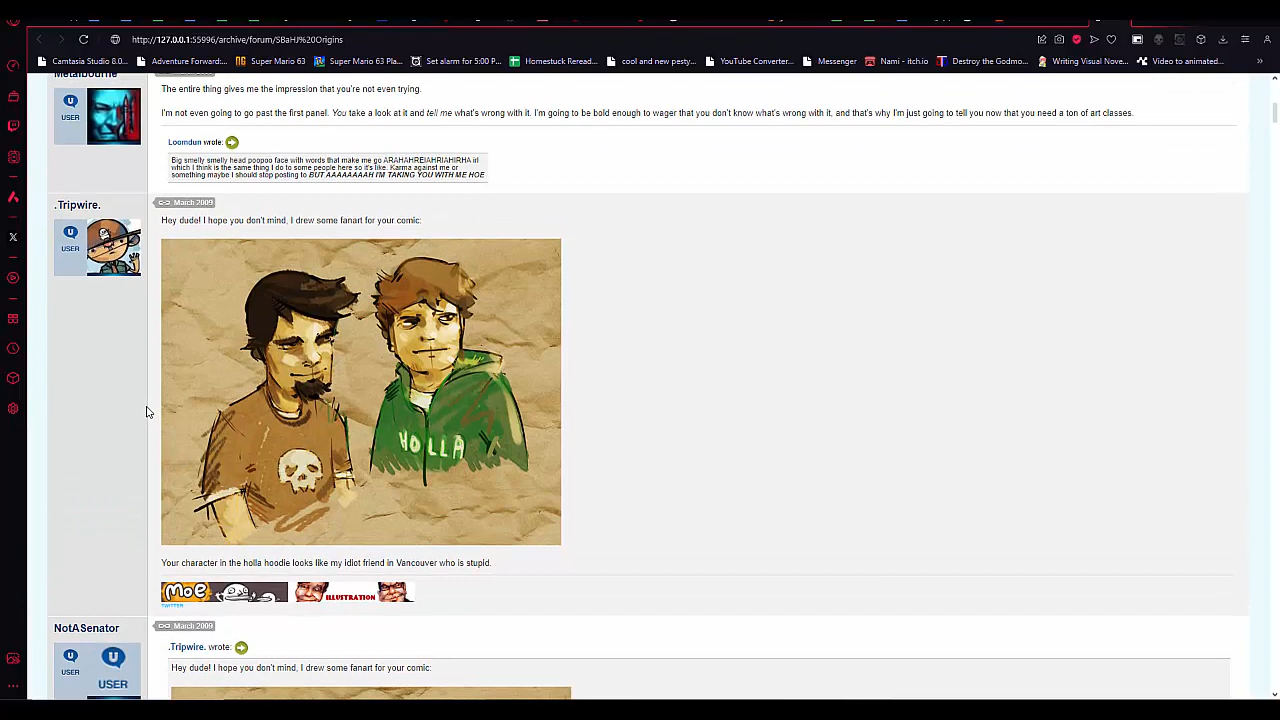 http://127.0.0.1:55996/archive/forum/SBaHJ%20Origins
Camtasia Studio 8.0...
Adventure Forward:...
Super Mario 63
Super Mario 63 Pla...
Set alarm for 5:00 P...
Homestuck Reread...
cool and new pesty...
YouTube Converter...
Messenger
Nami - itch.io
Destroy the Godmo...
Writing Visual Nove...
Video to animated...
Metalbourne
USER
The entire thing gives me the impression that you're not even trying.
I'm not even going to go past the first panel. You take a look at it and tell me what's wrong with it. I'm going to be bold enough to wager that you don't know what's wrong with it, and that's why I'm just going to tell you now that you need a ton of art classes.
Loomdun wrote:
Big smelly smelly head poopoo face with words that make me go ARAHAHREIAHRIAHIRHA irl
which I think is the same thing I do to some people here so it's like. Karma against me or
something maybe I should stop posting to BUT AAAAAAAAH I'M TAKING YOU WITH ME HOE
.Tripwire.
March 2009
USER
Hey dude! I hope you don't mind, I drew some fanart for your comic:
HOLLA
Your character in the holla hoodie looks like my idiot friend in Vancouver who is stupid.
MOE
ILLUSTRATION
TWITTER
NotASenator
March 2009
USER
USER
.Tripwire. wrote:
Hey dude! I hope you don't mind, I drew some fanart for your comic: